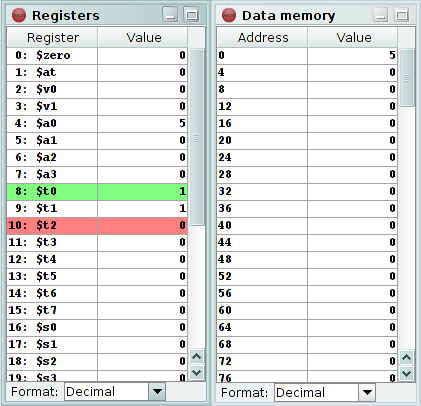 Registers
Register Value
0: $zero 0
1: $at 0
2: $v0 0
3: $v1 0
4: $a0 5
5: $a1 0
6: $a2 0
7: $a3 0
8: $t0 1
9: $t1 1
10: $t2 0
11: $t3 0
12: $t4 0
13: $t5 0
14: $t6 0
15: $t7 0
16: $s0 0
17: $s1 0
18: $s2 0
19: $s3 0
Format: Decimal
Data memory
Address Value
0 5
4 0
8 0
12 0
16 0
20 0
24 0
28 0
32 0
36 0
40 0
44 0
48 0
52 0
56 0
60 0
64 0
68 0
72 0
76 0
Format: Decimal